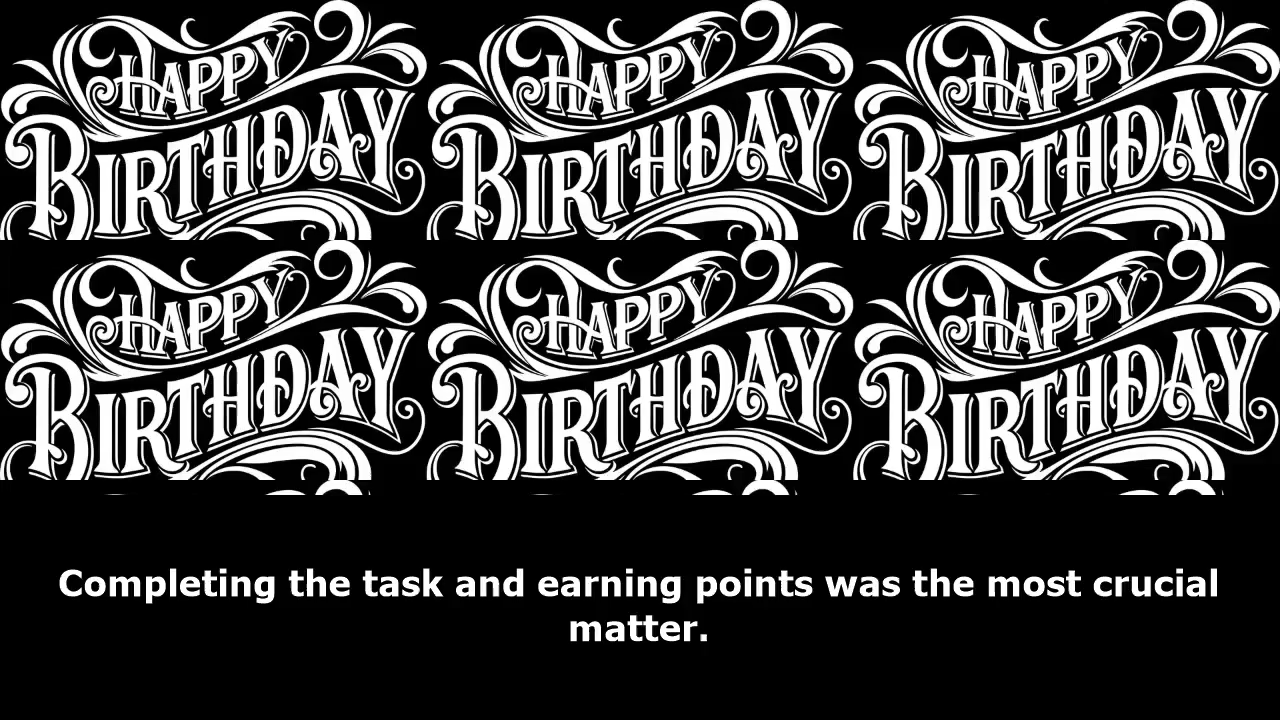 HAPPY HAPPY HAPPY
BIRTHDAY BIRTHDAY BIRTHDAY
HAPPY HAPPY HAPPY
BIRTHDAY BIRTHDAY BIRTHDAY
Completing the task and earning points was the most crucial
matter.